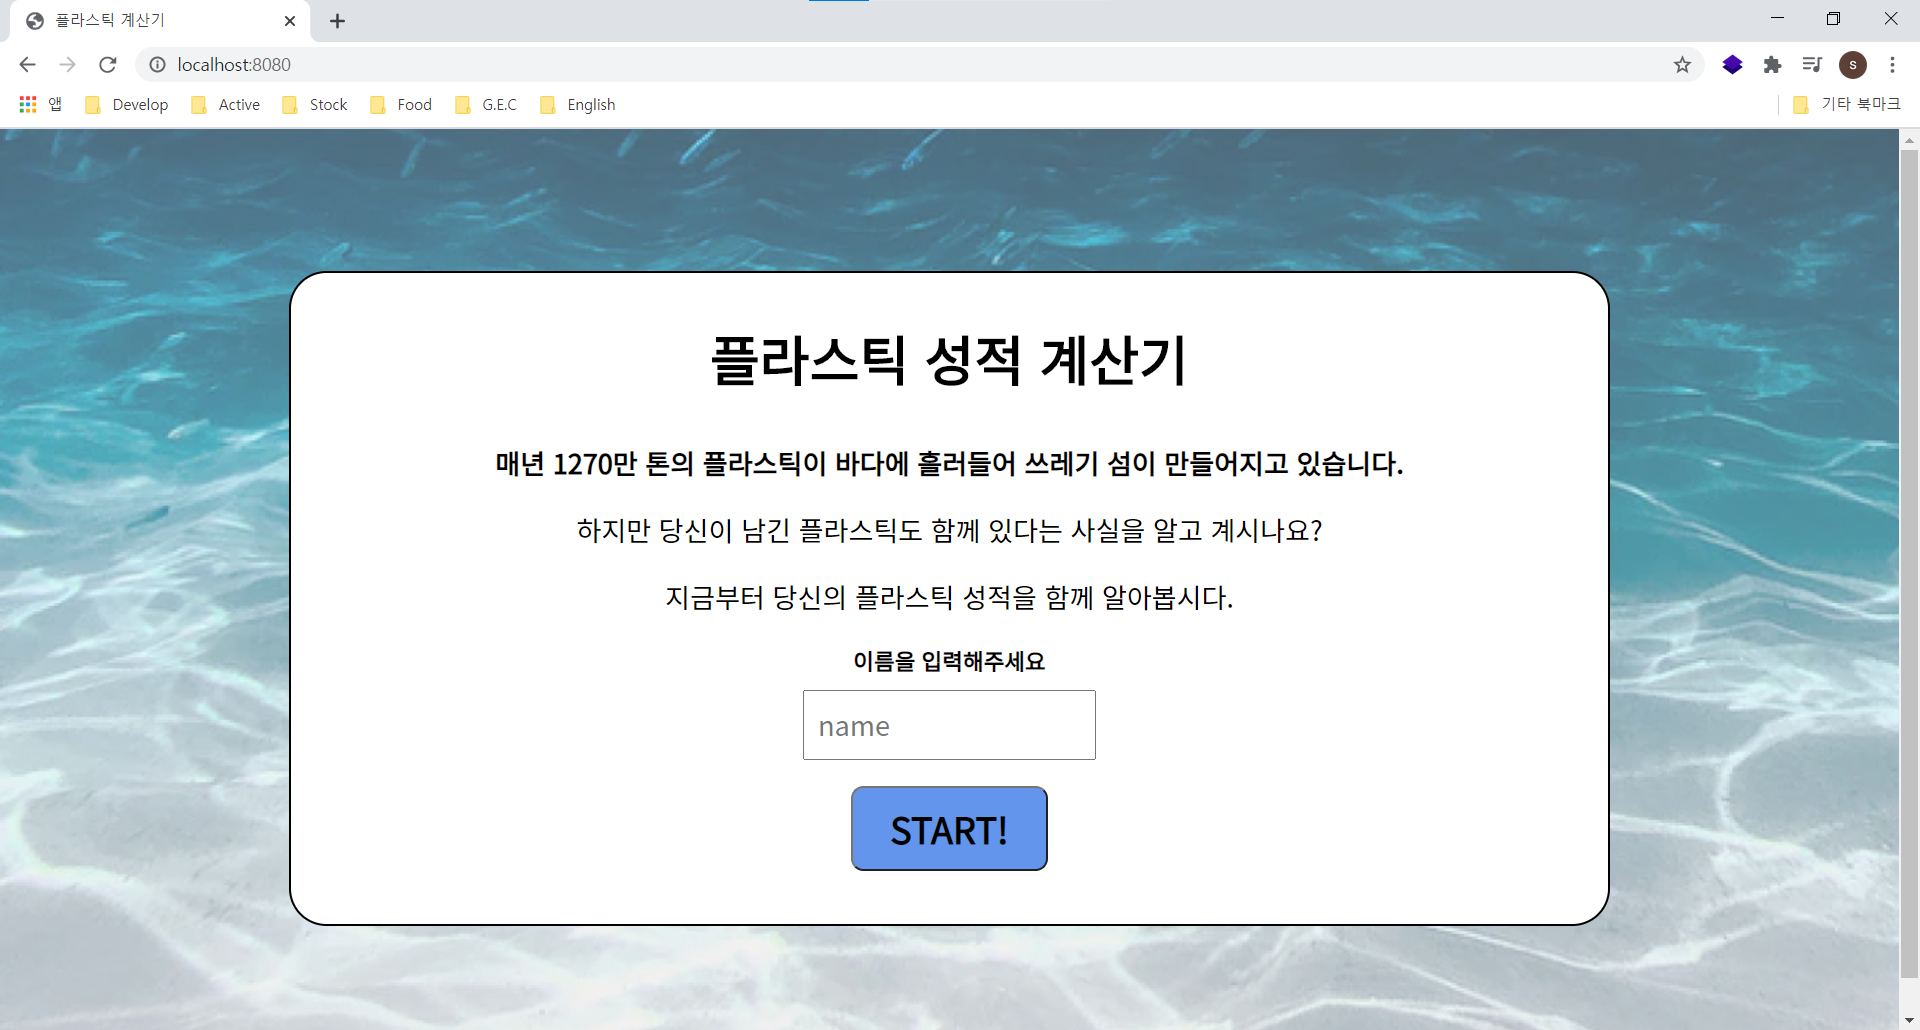 플라스틱 계산기
localhost:8080
S
앱 Develop Active Stock Food G.E.C English 기타 북마크
플라스틱 성적 계산기
매년 1270만 톤의 플라스틱이 바다에 흘러들어 쓰레기 섬이 만들어지고 있습니다.
하지만 당신이 남긴 플라스틱도 함께 있다는 사실을 알고 계시나요?
지금부터 당신의 플라스틱 성적을 함께 알아봅시다.
이름을 입력해주세요
name
START!